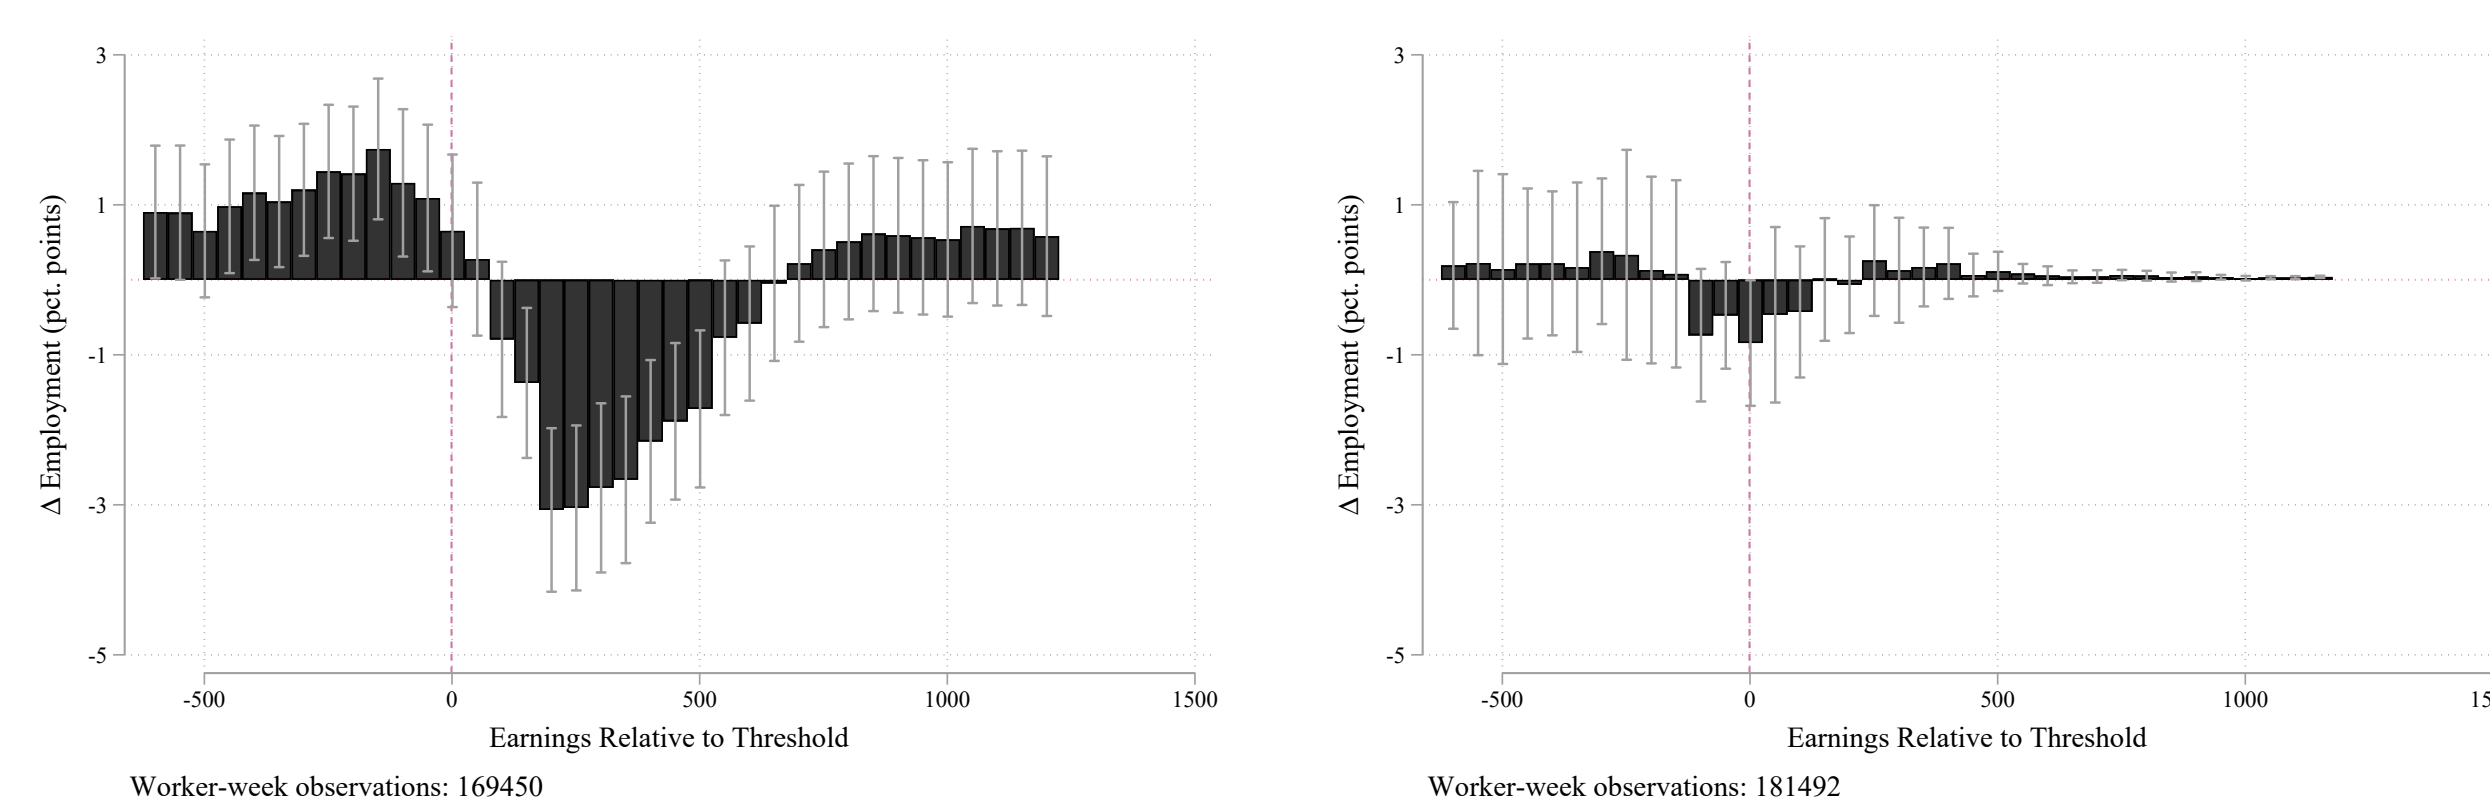 3
1
-1
-3
-5
Δ Employment (pct. points)
-500 0 500 1000 1500
Earnings Relative to Threshold
Worker-week observations: 169450
3
1
-1
-3
-5
Δ Employment (pct. points)
-500 0 500 1000 15
Earnings Relative to Threshold
Worker-week observations: 181492